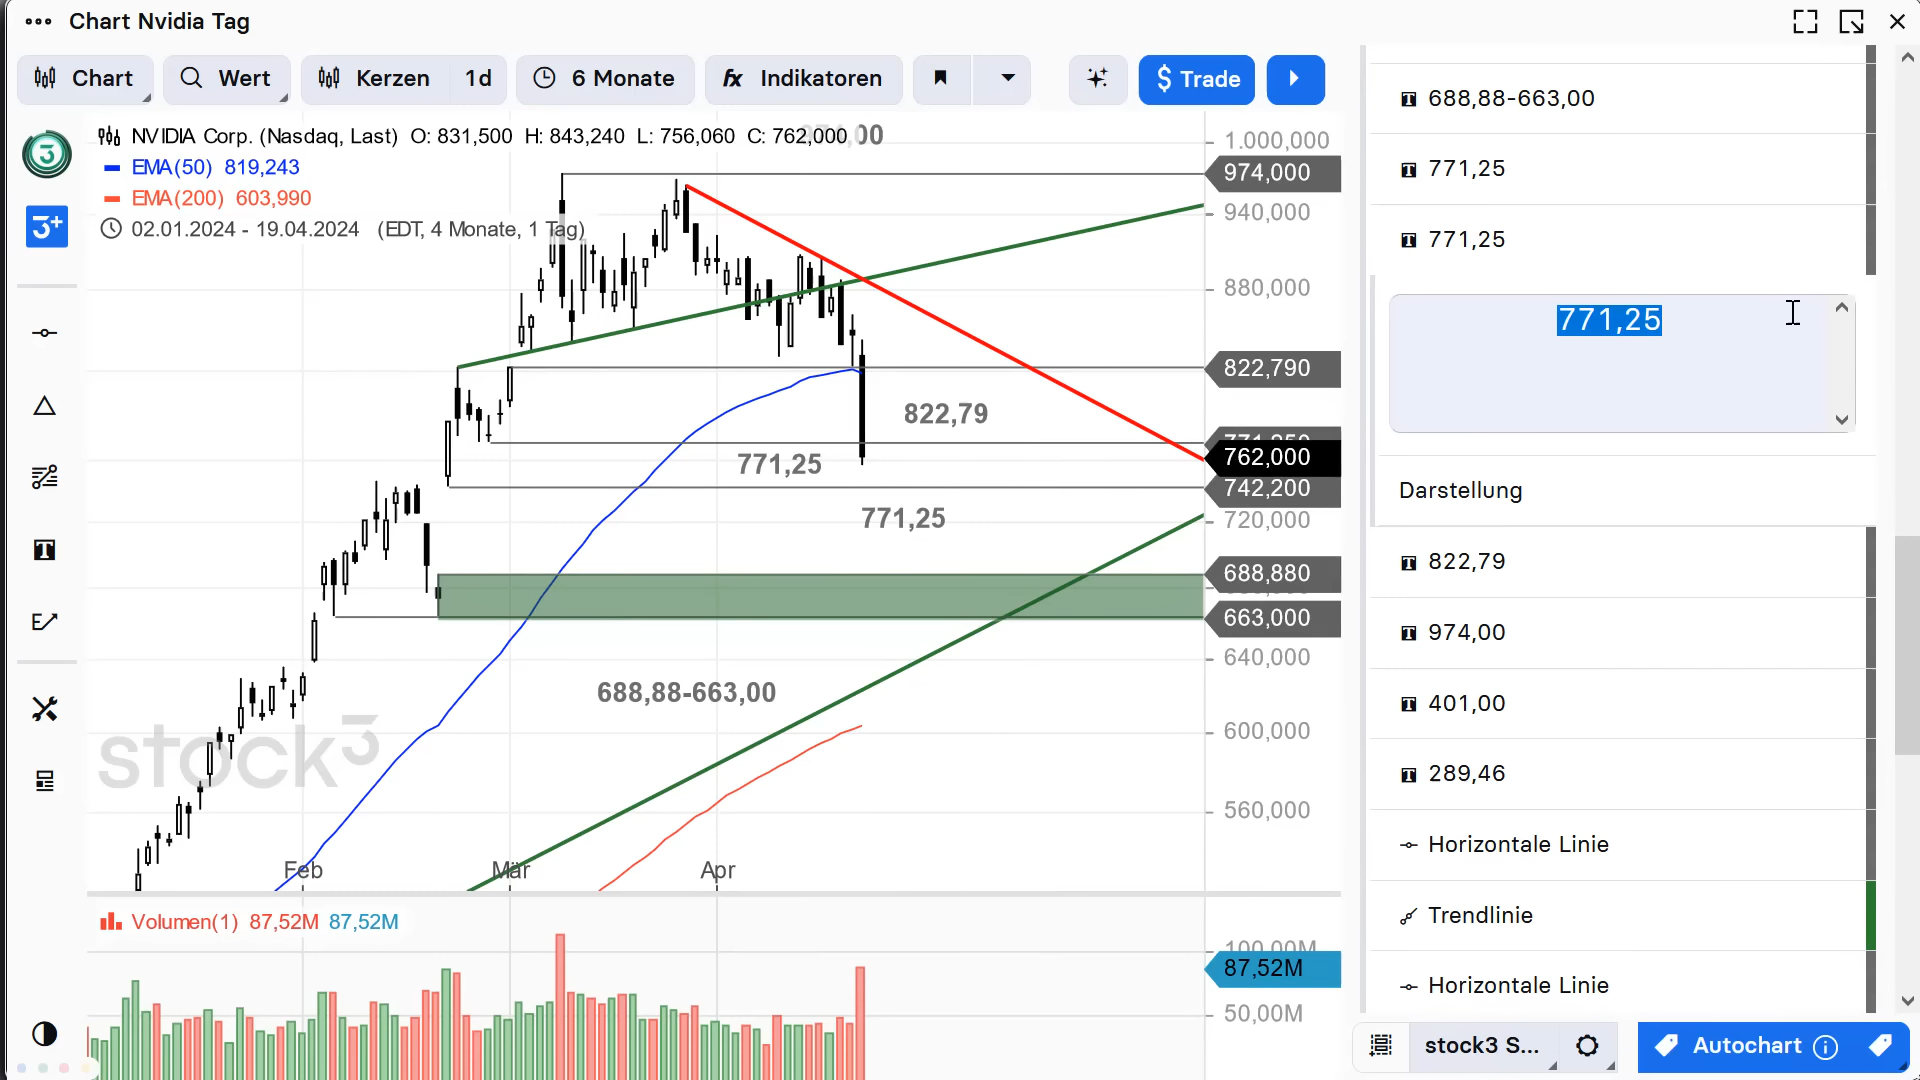 Chart Nvidia Tag
Chart
Wert
Kerzen
1d
6 Monate
fx Indikatoren
$ Trade
3
3+
NVIDIA Corp. (Nasdaq, Last) O: 831,500 H: 843,240 L: 756,060 C: 762,000
EMA(50) 819,243
EMA(200) 603,990
02.01.2024 - 19.04.2024 (EDT, 4 Monate, 1 Tag)
1.000,000
974,000
940,000
880,000
822,790
822,79
771,25
762,000
742,200
720,000
771,25
688,880
663,000
640,000
688,88-663,00
600,000
560,000
stock3
Feb
Mär
Apr
Volumen(1) 87,52M 87,52M
100,00M
87,52M
50,00M
688,88-663,00
771,25
771,25
771,25
Darstellung
822,79
974,00
401,00
289,46
Horizontale Linie
Trendlinie
Horizontale Linie
stock3 S...
Autochart